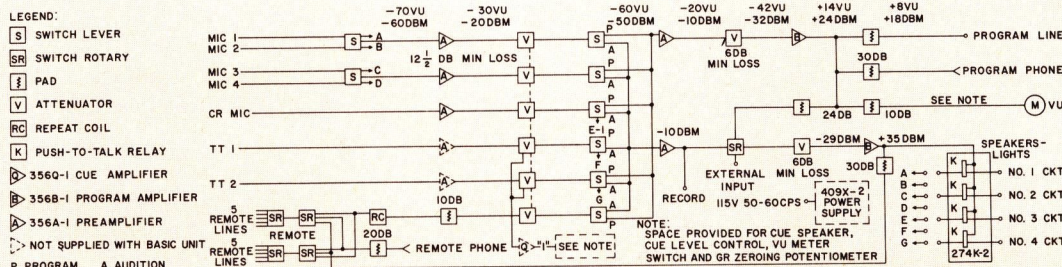 LEGEND:
S SWITCH LEVER
SR SWITCH ROTARY
PAD
V ATTENUATOR
RC REPEAT COIL
K PUSH-TO-TALK RELAY
Q 356Q-1 CUE AMPLIFIER
B 356B-1 PROGRAM AMPLIFIER
A 356A-1 PREAMPLIFIER
NOT SUPPLIED WITH BASIC UNIT
P PROGRAM A AUDITION
-70VU -30VU -60VU -20VU -42VU +14VU +8VU
-60DBM -20DBM -50DBM -10DBM -32DBM +24DBM +18DBM
MIC 1 S A A V S P A V B PROGRAM LINE
MIC 2 B 12½ DB MIN LOSS A 6DB MIN LOSS 30DB
MIC 3 S C A V S P PROGRAM PHONE
MIC 4 D A
24DB 10DB SEE NOTE M VU
CR MIC A V S P
A
E-1
TT 1 A V S P A -10DBM SR V -29DBM B +35DBM SPEAKERS-LIGHTS
A
F
6DB MIN LOSS 30DB
EXTERNAL INPUT
TT 2 A V S P
A
G
RECORD
115V 50-60CPS 409X-2 POWER SUPPLY
A K NO. 1 CKT
B
C K NO. 2 CKT
D
E K NO. 3 CKT
F
G K NO. 4 CKT
274K-2
5 REMOTE LINES SR SR RC 10DB V S A
P
REMOTE
5 REMOTE LINES SR SR 20DB REMOTE PHONE Q "I" SEE NOTE
NOTE:
SPACE PROVIDED FOR CUE SPEAKER,
CUE LEVEL CONTROL, VU METER
SWITCH AND GR ZEROING POTENTIOMETER